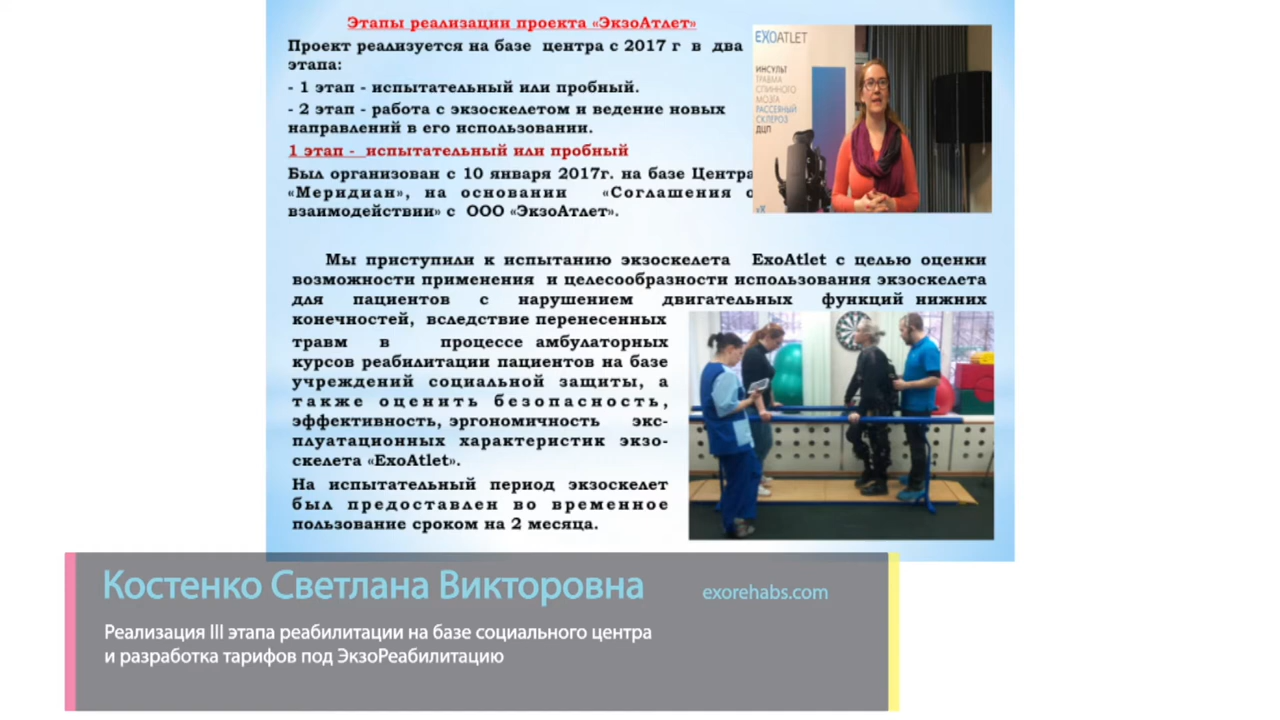 Этапы реализации проекта «ЭкзоАтлет»
Проект реализуется на базе центра с 2017 г в два
этапа:
- 1 этап - испытательный или пробный.
- 2 этап - работа с экзоскелетом и ведение новых
направлений в его использовании.
1 этап - испытательный или пробный
Был организован с 10 января 2017г. на базе Центра
«Меридиан», на основании «Соглашения о
взаимодействии» с ООО «ЭкзоАтлет».
EXOATLET
ИНСУЛЬТ
ТРАВМА
СПИННОГО
МОЗГА
РАССЕЯННЫЙ
СКЛЕРОЗ
ДЦП
Мы приступили к испытанию экзоскелета ExoAtlet с целью оценки
возможности применения и целесообразности использования экзоскелета
для пациентов с нарушением двигательных функций нижних
конечностей, вследствие перенесенных
травм в процессе амбулаторных
курсов реабилитации пациентов на базе
учреждений социальной защиты, а
также оценить безопасность,
эффективность, эргономичность экс-
плуатационных характеристик экзо-
скелета «ExoAtlet».
На испытательный период экзоскелет
был предоставлен во временное
пользование сроком на 2 месяца.
Костенко Светлана Викторовна
exorehabs.com
Реализация III этапа реабилитации на базе социального центра
и разработка тарифов под ЭкзоРеабилитацию